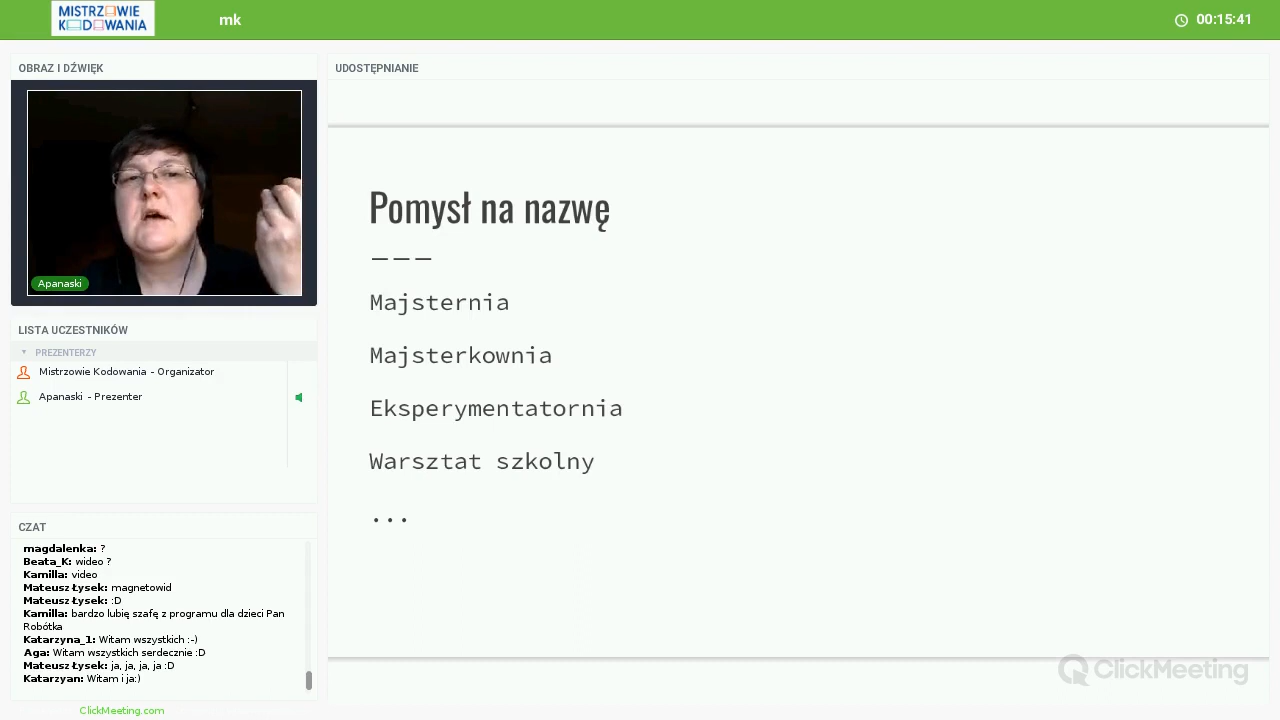 MISTRZOWIE
KODOWANIA
mk
00:15:41
OBRAZ I DŹWIĘK
Apanaski
LISTA UCZESTNIKÓW
PREZENTERZY
Mistrzowie Kodowania - Organizator
Apanaski - Prezenter
CZAT
magdalenka: ?
Beata_K: wideo ?
Kamilla: video
Mateusz Łysek: magnetowid
Mateusz Łysek: :D
Kamilla: bardzo lubię szafę z programu dla dzieci Pan
Robótka
Katarzyna_1: Witam wszystkich :-)
Aga: Witam wszystkich serdecznie :D
Mateusz Łysek: ja, ja, ja, ja :D
Katarzyan: Witam i ja:)
ClickMeeting.com
UDOSTĘPNIANIE
Pomysł na nazwę
———
Majsternia
Majsterkownia
Eksperymentatornia
Warsztat szkolny
...
ClickMeeting